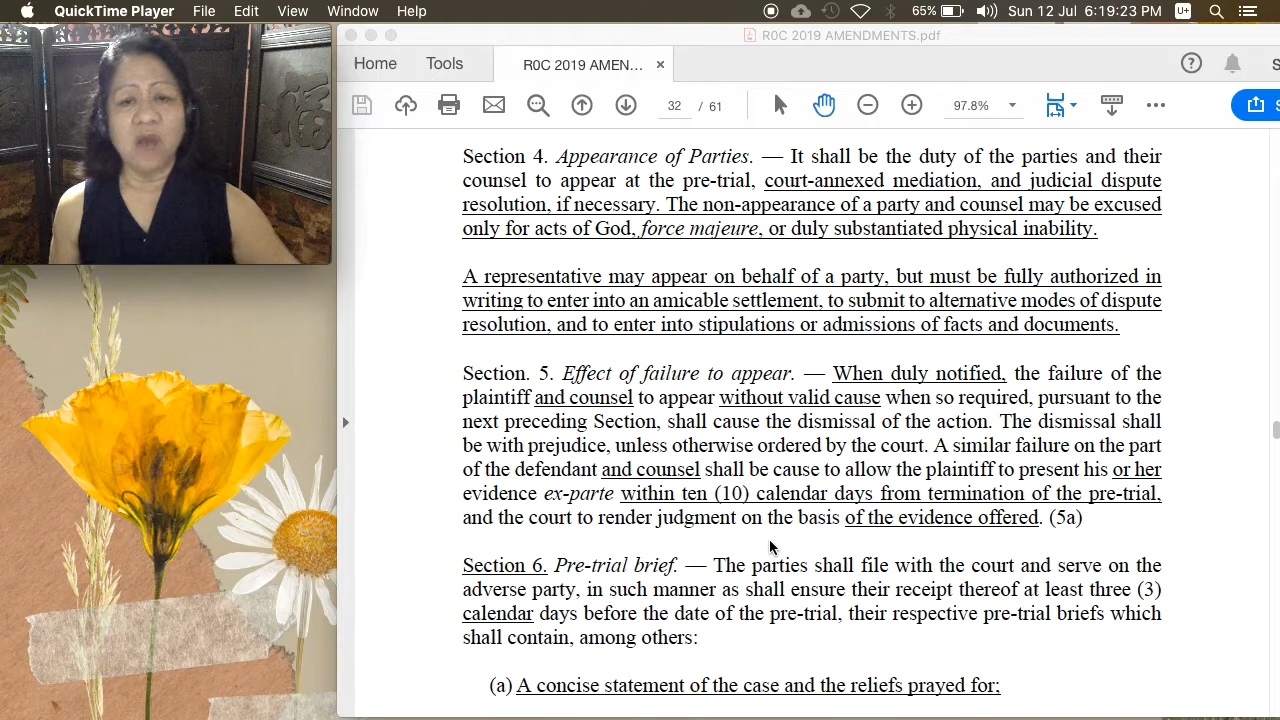 QuickTime Player File Edit View Window Help 65% Sun 12 Jul 6:19:23 PM U+
R0C 2019 AMENDMENTS.pdf
Home Tools R0C 2019 AMEN... × ? S
32 / 61 97.8% S
Section 4. Appearance of Parties. — It shall be the duty of the parties and their
counsel to appear at the pre-trial, court-annexed mediation, and judicial dispute
resolution, if necessary. The non-appearance of a party and counsel may be excused
only for acts of God, force majeure, or duly substantiated physical inability.
A representative may appear on behalf of a party, but must be fully authorized in
writing to enter into an amicable settlement, to submit to alternative modes of dispute
resolution, and to enter into stipulations or admissions of facts and documents.
Section. 5. Effect of failure to appear. — When duly notified, the failure of the
plaintiff and counsel to appear without valid cause when so required, pursuant to the
next preceding Section, shall cause the dismissal of the action. The dismissal shall
be with prejudice, unless otherwise ordered by the court. A similar failure on the part
of the defendant and counsel shall be cause to allow the plaintiff to present his or her
evidence ex-parte within ten (10) calendar days from termination of the pre-trial,
and the court to render judgment on the basis of the evidence offered. (5a)
Section 6. Pre-trial brief. — The parties shall file with the court and serve on the
adverse party, in such manner as shall ensure their receipt thereof at least three (3)
calendar days before the date of the pre-trial, their respective pre-trial briefs which
shall contain, among others:
(a) A concise statement of the case and the reliefs prayed for;